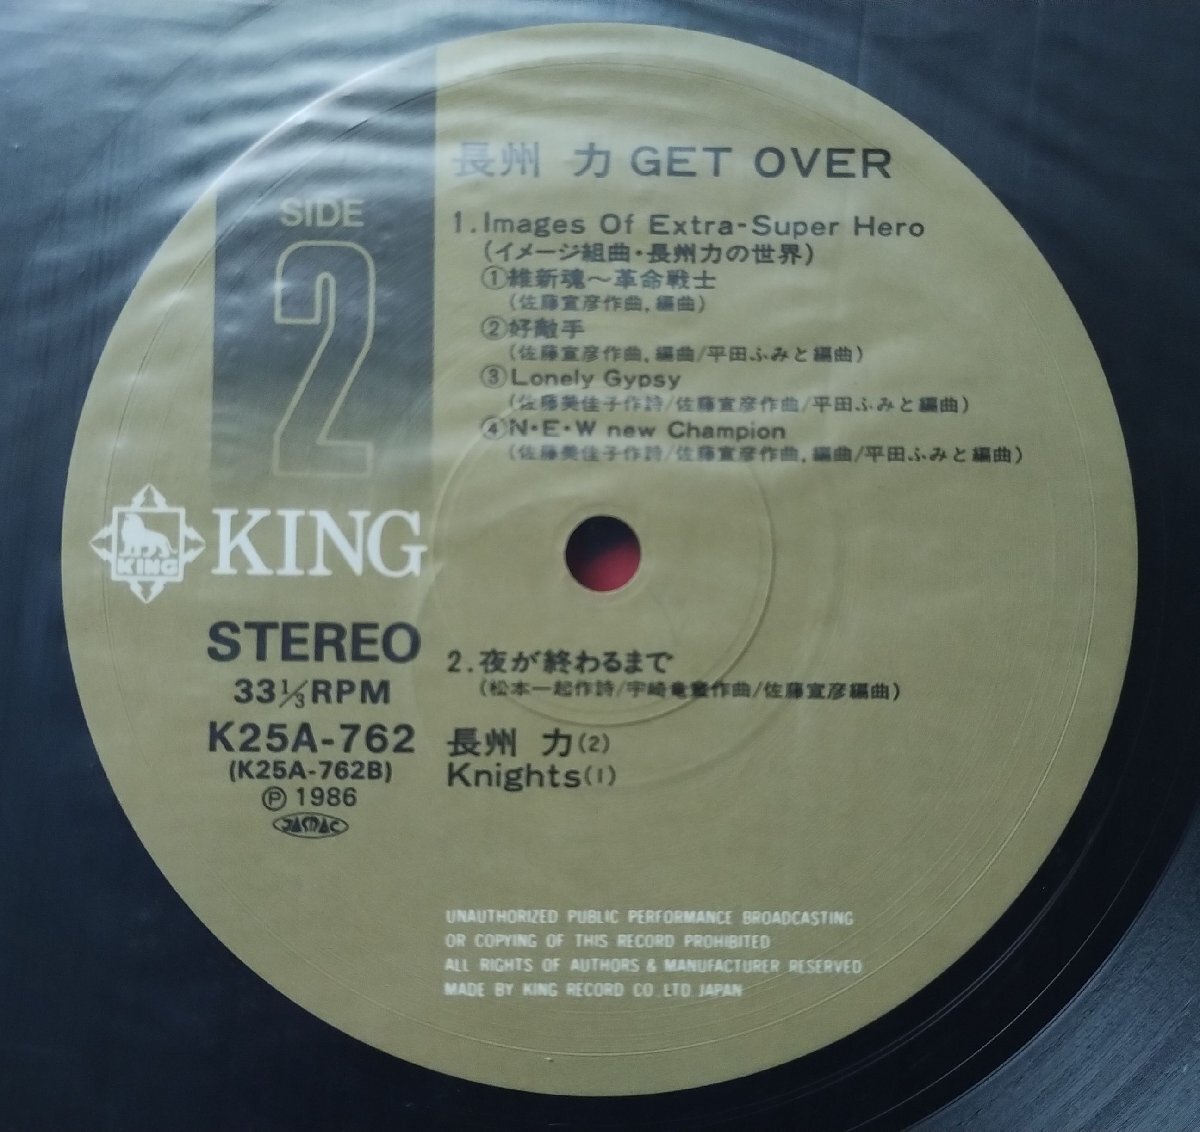 長州 力 GET OVER
SIDE
2
1. Images Of Extra-Super Hero
(イメージ組曲・長州力の世界)
①維新魂～革命戦士
(佐藤宣彦作曲,編曲)
②好敵手
(佐藤宣彦作曲,編曲/平田ふみと編曲)
③Lonely Gypsy
(佐藤美佳子作詩/佐藤宣彦作曲/平田ふみと編曲)
④N・E・W new Champion
(佐藤美佳子作詩/佐藤宣彦作曲,編曲/平田ふみと編曲)
KING
KING
STEREO
33 1/3 RPM
K25A-762
(K25A-762B)
Ⓟ 1986
JASRAC
2. 夜が終わるまで
(松本一起作詩/宇崎竜童作曲/佐藤宣彦編曲)
長州 力(2)
Knights(1)
UNAUTHORIZED PUBLIC PERFORMANCE BROADCASTING
OR COPYING OF THIS RECORD PROHIBITED
ALL RIGHTS OF AUTHORS & MANUFACTURER RESERVED
MADE BY KING RECORD CO. LTD. JAPAN